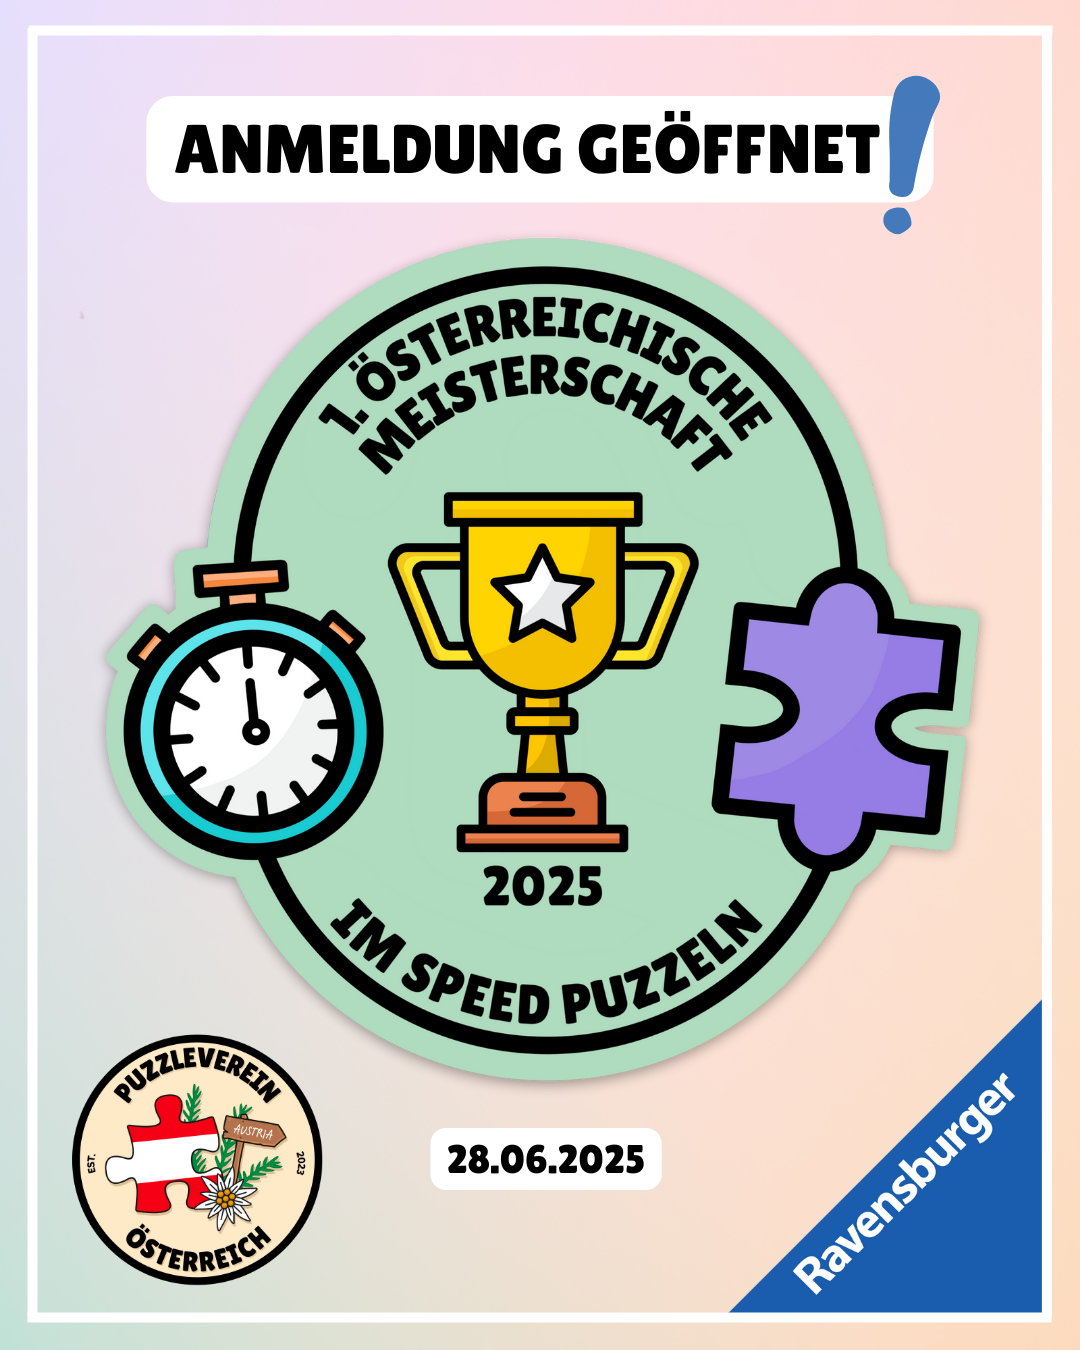 ANMELDUNG GEÖFFNET!
1. ÖSTERREICHISCHE
MEISTERSCHAFT
2025
IM SPEED PUZZELN
PUZZLEVEREIN
AUSTRIA
EST.
2023
ÖSTERREICH
28.06.2025
Ravensburger